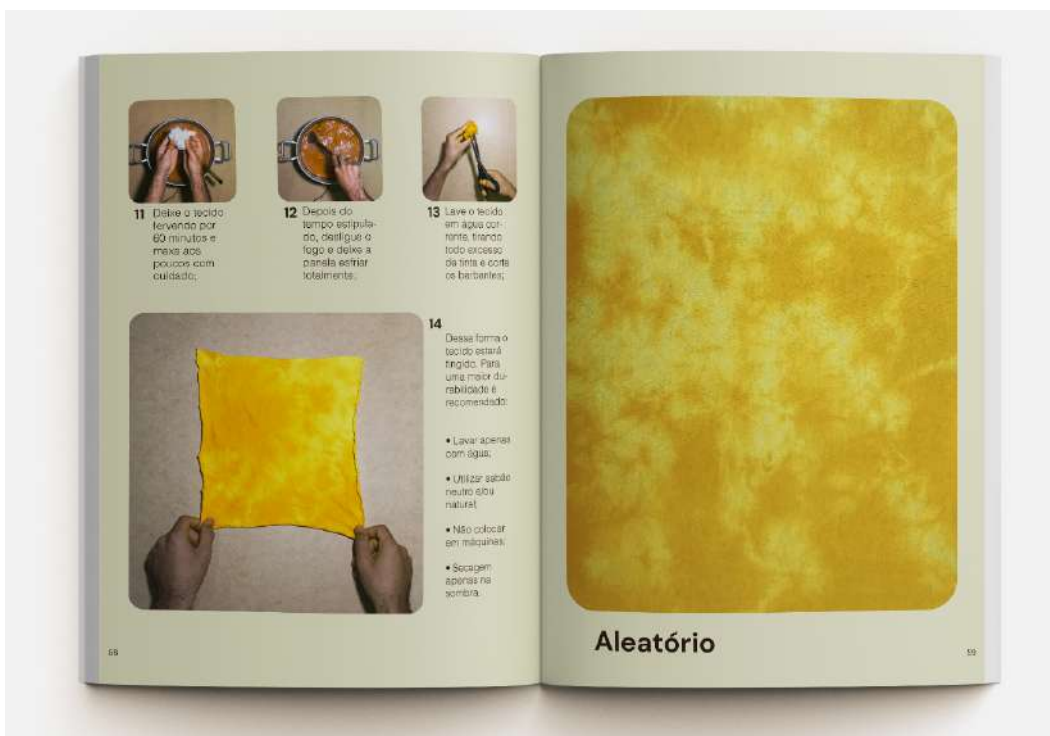 11 Deixe o tecido
fervendo por
60 minutos e
mexa aos
poucos com
cuidado;
12 Depois do
tempo estipula-
do, desligue o
fogo e deixe a
panela esfriar
totalmente;
13 Lave o tecido
em água cor-
rente, tirando
todo excesso
da tinta e corte
os barbantes;
14
Dessa forma o
tecido estará
tingido. Para
uma maior du-
rabilidade é
recomendado:
• Lavar apenas
com água;
• Utilizar sabão
neutro e/ou
natural;
• Não colocar
em máquinas;
• Secagem
apenas na
sombra.
58
Aleatório
59